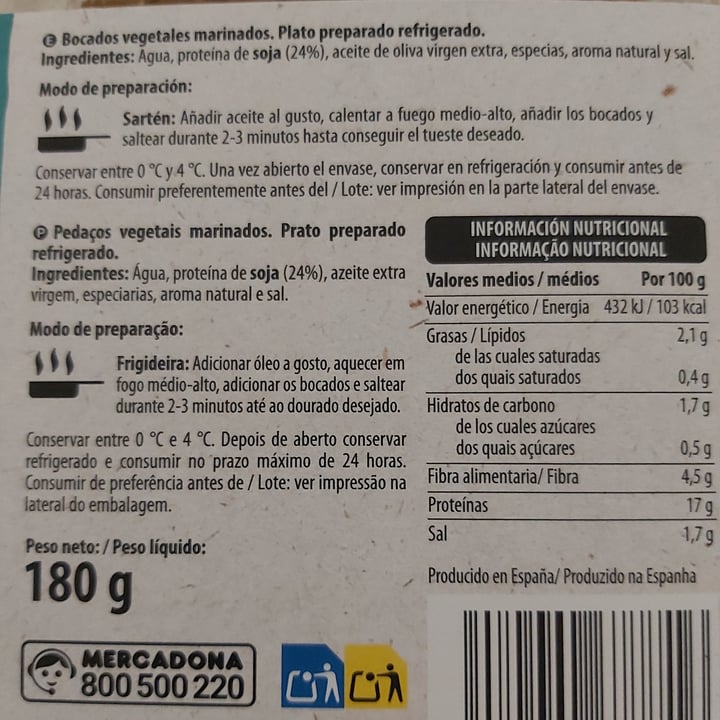 E Bocados vegetales marinados. Plato preparado refrigerado.
Ingredientes: Agua, proteína de soja (24%), aceite de oliva virgen extra, especias, aroma natural y sal.
Modo de preparación:
Sartén: Añadir aceite al gusto, calentar a fuego medio-alto, añadir los bocados y
saltear durante 2-3 minutos hasta conseguir el tueste deseado.
Conservar entre 0 °C y 4 °C. Una vez abierto el envase, conservar en refrigeración y consumir antes de
24 horas. Consumir preferentemente antes del / Lote: ver impresión en la parte lateral del envase.
P Pedaços vegetais marinados. Prato preparado
refrigerado.
Ingredientes: Água, proteína de soja (24%), azeite extra
virgem, especiarias, aroma natural e sal.
Modo de preparação:
Frigideira: Adicionar óleo a gosto, aquecer em
fogo médio-alto, adicionar os bocados e saltear
durante 2-3 minutos até ao dourado desejado.
Conservar entre 0 °C e 4 °C. Depois de aberto conservar
refrigerado e consumir no prazo máximo de 24 horas.
Consumir de preferência antes de / Lote: ver impressão na
lateral do embalagem.
Peso neto: / Peso líquido:
180 g
MERCADONA
800 500 220
INFORMACIÓN NUTRICIONAL
INFORMAÇÃO NUTRICIONAL
Valores medios / médios Por 100 g
Valor energético / Energia 432 kJ / 103 kcal
Grasas / Lípidos 2,1 g
de las cuales saturadas
dos quais saturados 0,4 g
Hidratos de carbono 1,7 g
de los cuales azúcares
dos quais açúcares 0,5 g
Fibra alimentaria/ Fibra 4,5 g
Proteínas 17 g
Sal 1,7 g
Producido en España/ Produzido na Espanha